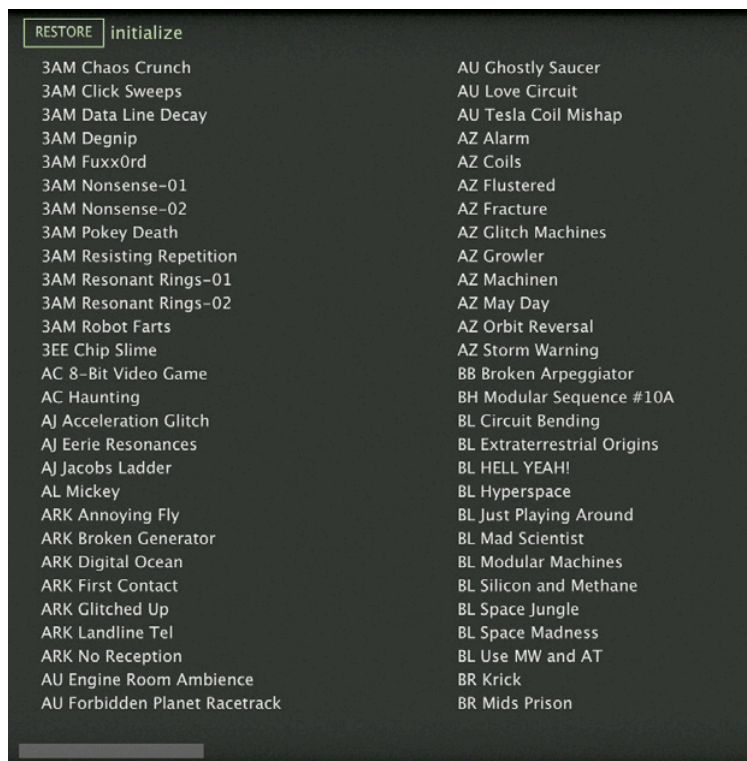 RESTORE initialize
3AM Chaos Crunch
3AM Click Sweeps
3AM Data Line Decay
3AM Degnip
3AM Fuxx0rd
3AM Nonsense-01
3AM Nonsense-02
3AM Pokey Death
3AM Resisting Repetition
3AM Resonant Rings-01
3AM Resonant Rings-02
3AM Robot Farts
3EE Chip Slime
AC 8-Bit Video Game
AC Haunting
AJ Acceleration Glitch
AJ Eerie Resonances
AJ Jacobs Ladder
AL Mickey
ARK Annoying Fly
ARK Broken Generator
ARK Digital Ocean
ARK First Contact
ARK Glitched Up
ARK Landline Tel
ARK No Reception
AU Engine Room Ambience
AU Forbidden Planet Racetrack
AU Ghostly Saucer
AU Love Circuit
AU Tesla Coil Mishap
AZ Alarm
AZ Coils
AZ Flustered
AZ Fracture
AZ Glitch Machines
AZ Growler
AZ Machinen
AZ May Day
AZ Orbit Reversal
AZ Storm Warning
BB Broken Arpeggiator
BH Modular Sequence #10A
BL Circuit Bending
BL Extraterrestrial Origins
BL HELL YEAH!
BL Hyperspace
BL Just Playing Around
BL Mad Scientist
BL Modular Machines
BL Silicon and Methane
BL Space Jungle
BL Space Madness
BL Use MW and AT
BR Krick
BR Mids Prison